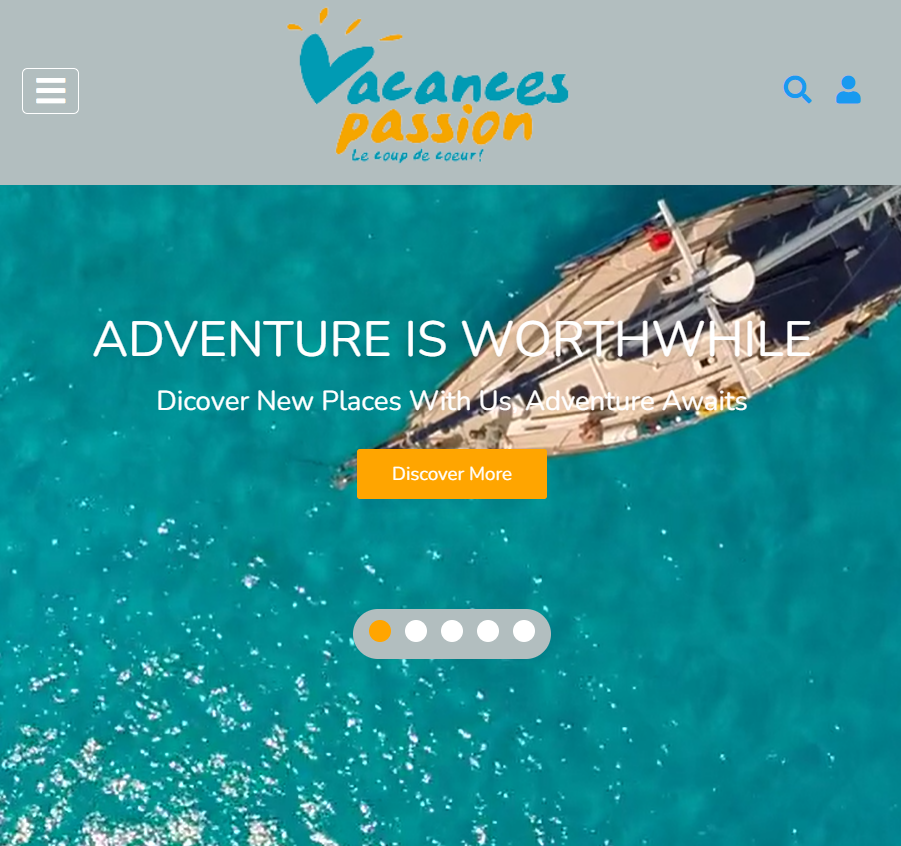 Vacances
passion
Le coup de coeur!
ADVENTURE IS WORTHWHILE
Dicover New Places With Us, Adventure Awaits
Discover More